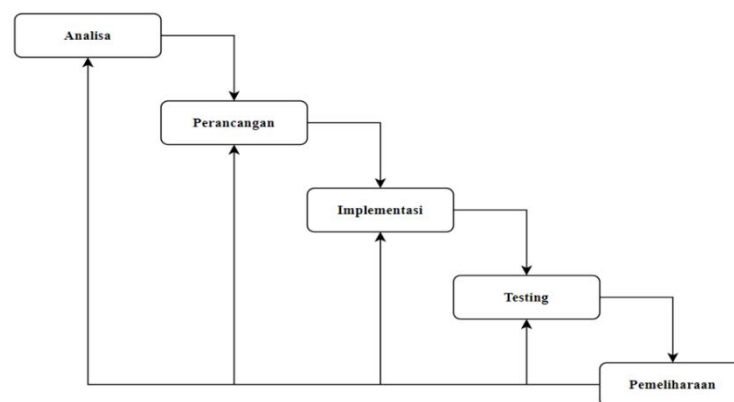 Analisa
Perancangan
Implementasi
Testing
Pemeliharaan